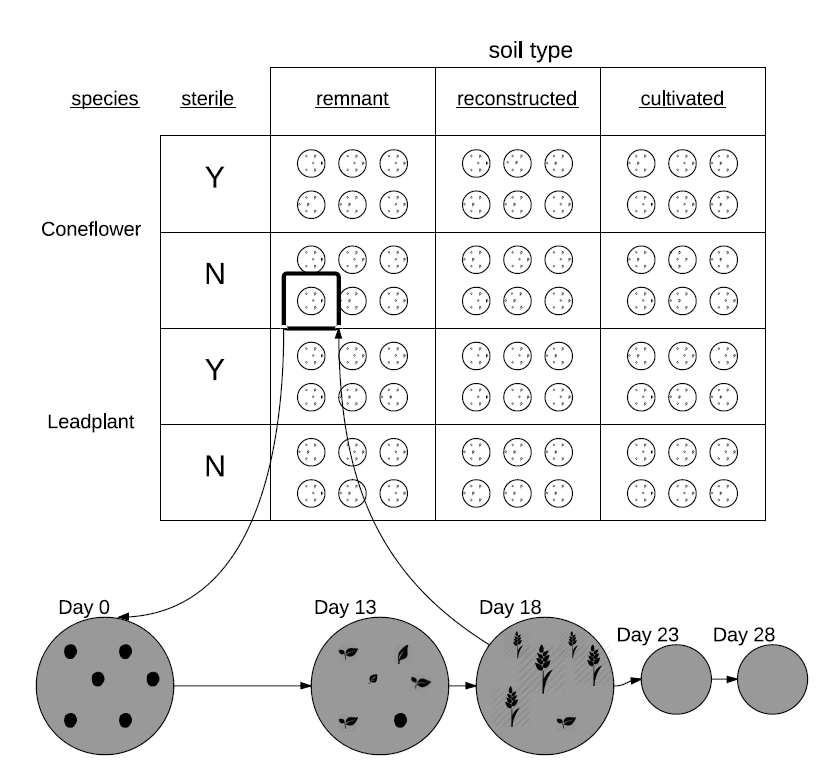 soil type
species sterile remnant reconstructed cultivated
Y
Coneflower
N
Y
Leadplant
N
Day 0 Day 13 Day 18
Day 23 Day 28